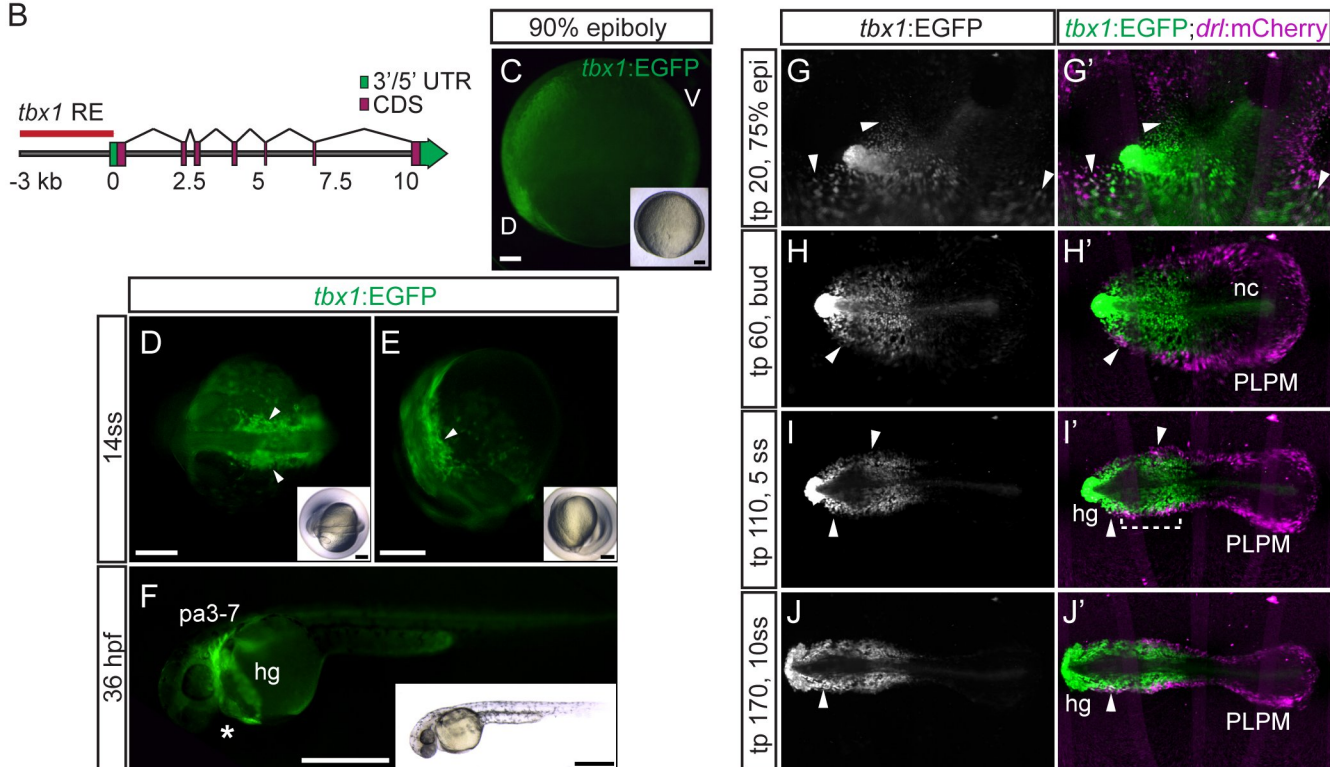 B
3'/5' UTR
CDS
tbx1 RE
-3 kb 0 2.5 5 7.5 10
90% epiboly
C
tbx1:EGFP
V
D
tbx1:EGFP
14ss
D
E
36 hpf
F
pa3-7
hg
*
tbx1:EGFP
tbx1:EGFP;drl:mCherry
tp 20, 75% epi
G
G'
tp 60, bud
H
H'
nc
PLPM
tp 110, 5 ss
I
I'
hg
PLPM
tp 170, 10ss
J
J'
hg
PLPM